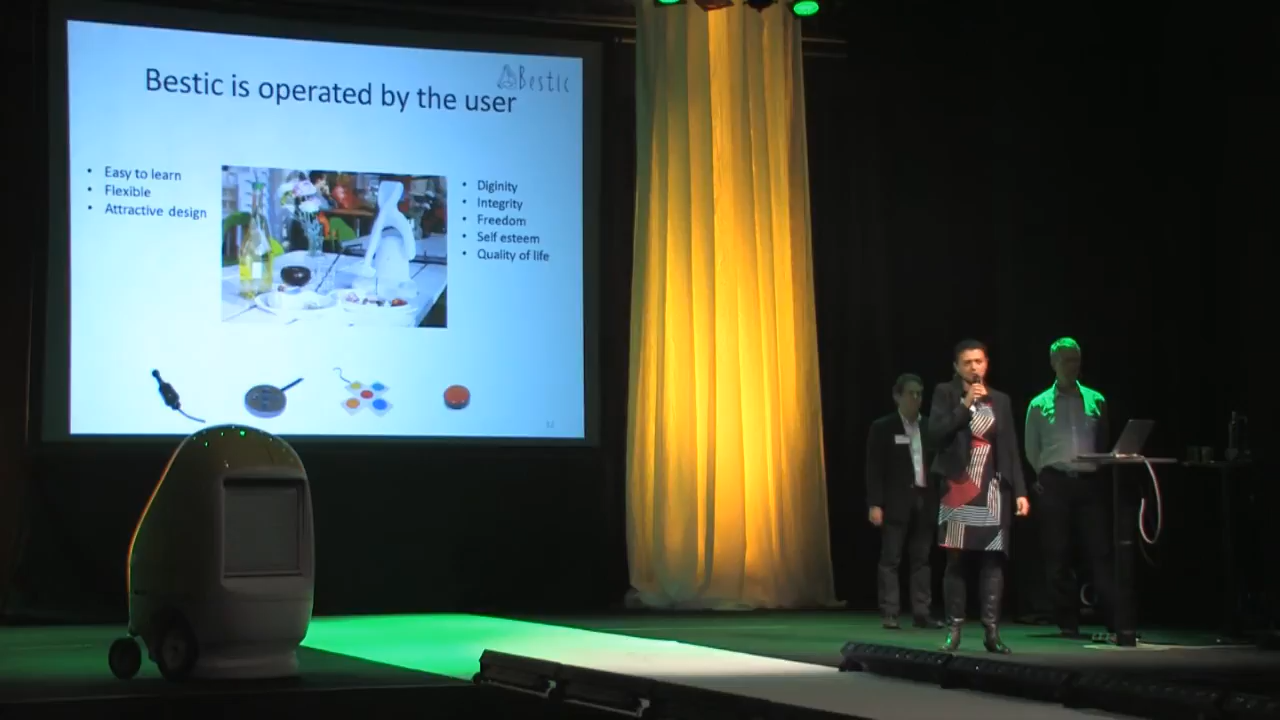 Bestic
Bestic is operated by the user
• Easy to learn
• Flexible
• Attractive design
• Diginity
• Integrity
• Freedom
• Self esteem
• Quality of life